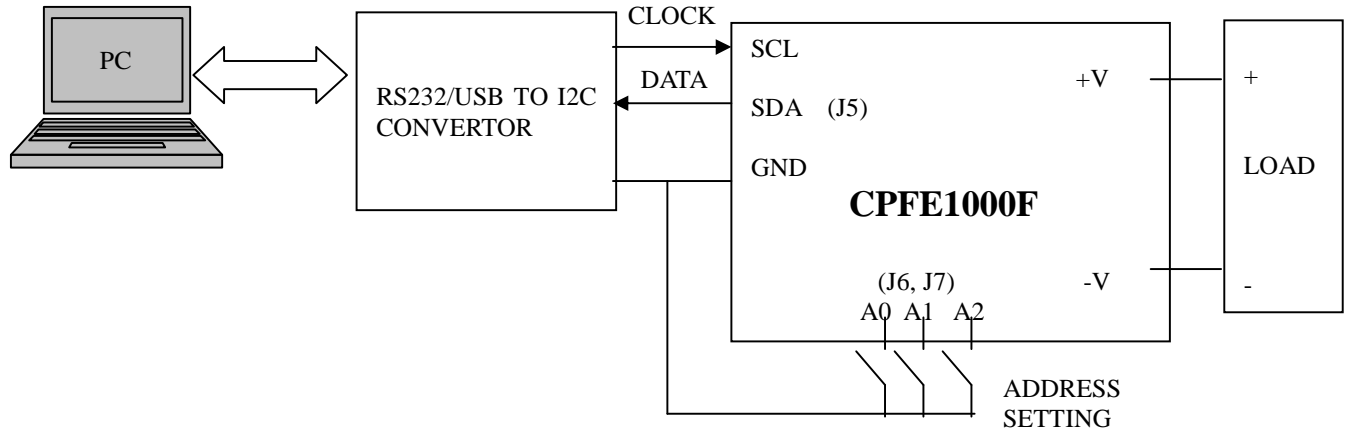 PC
RS232/USB TO I2C
CONVERTOR
CLOCK
DATA
SCL
SDA (J5)
GND
CPFE1000F
+V
-V
(J6, J7)
A0 A1 A2
+
LOAD
-
ADDRESS
SETTING